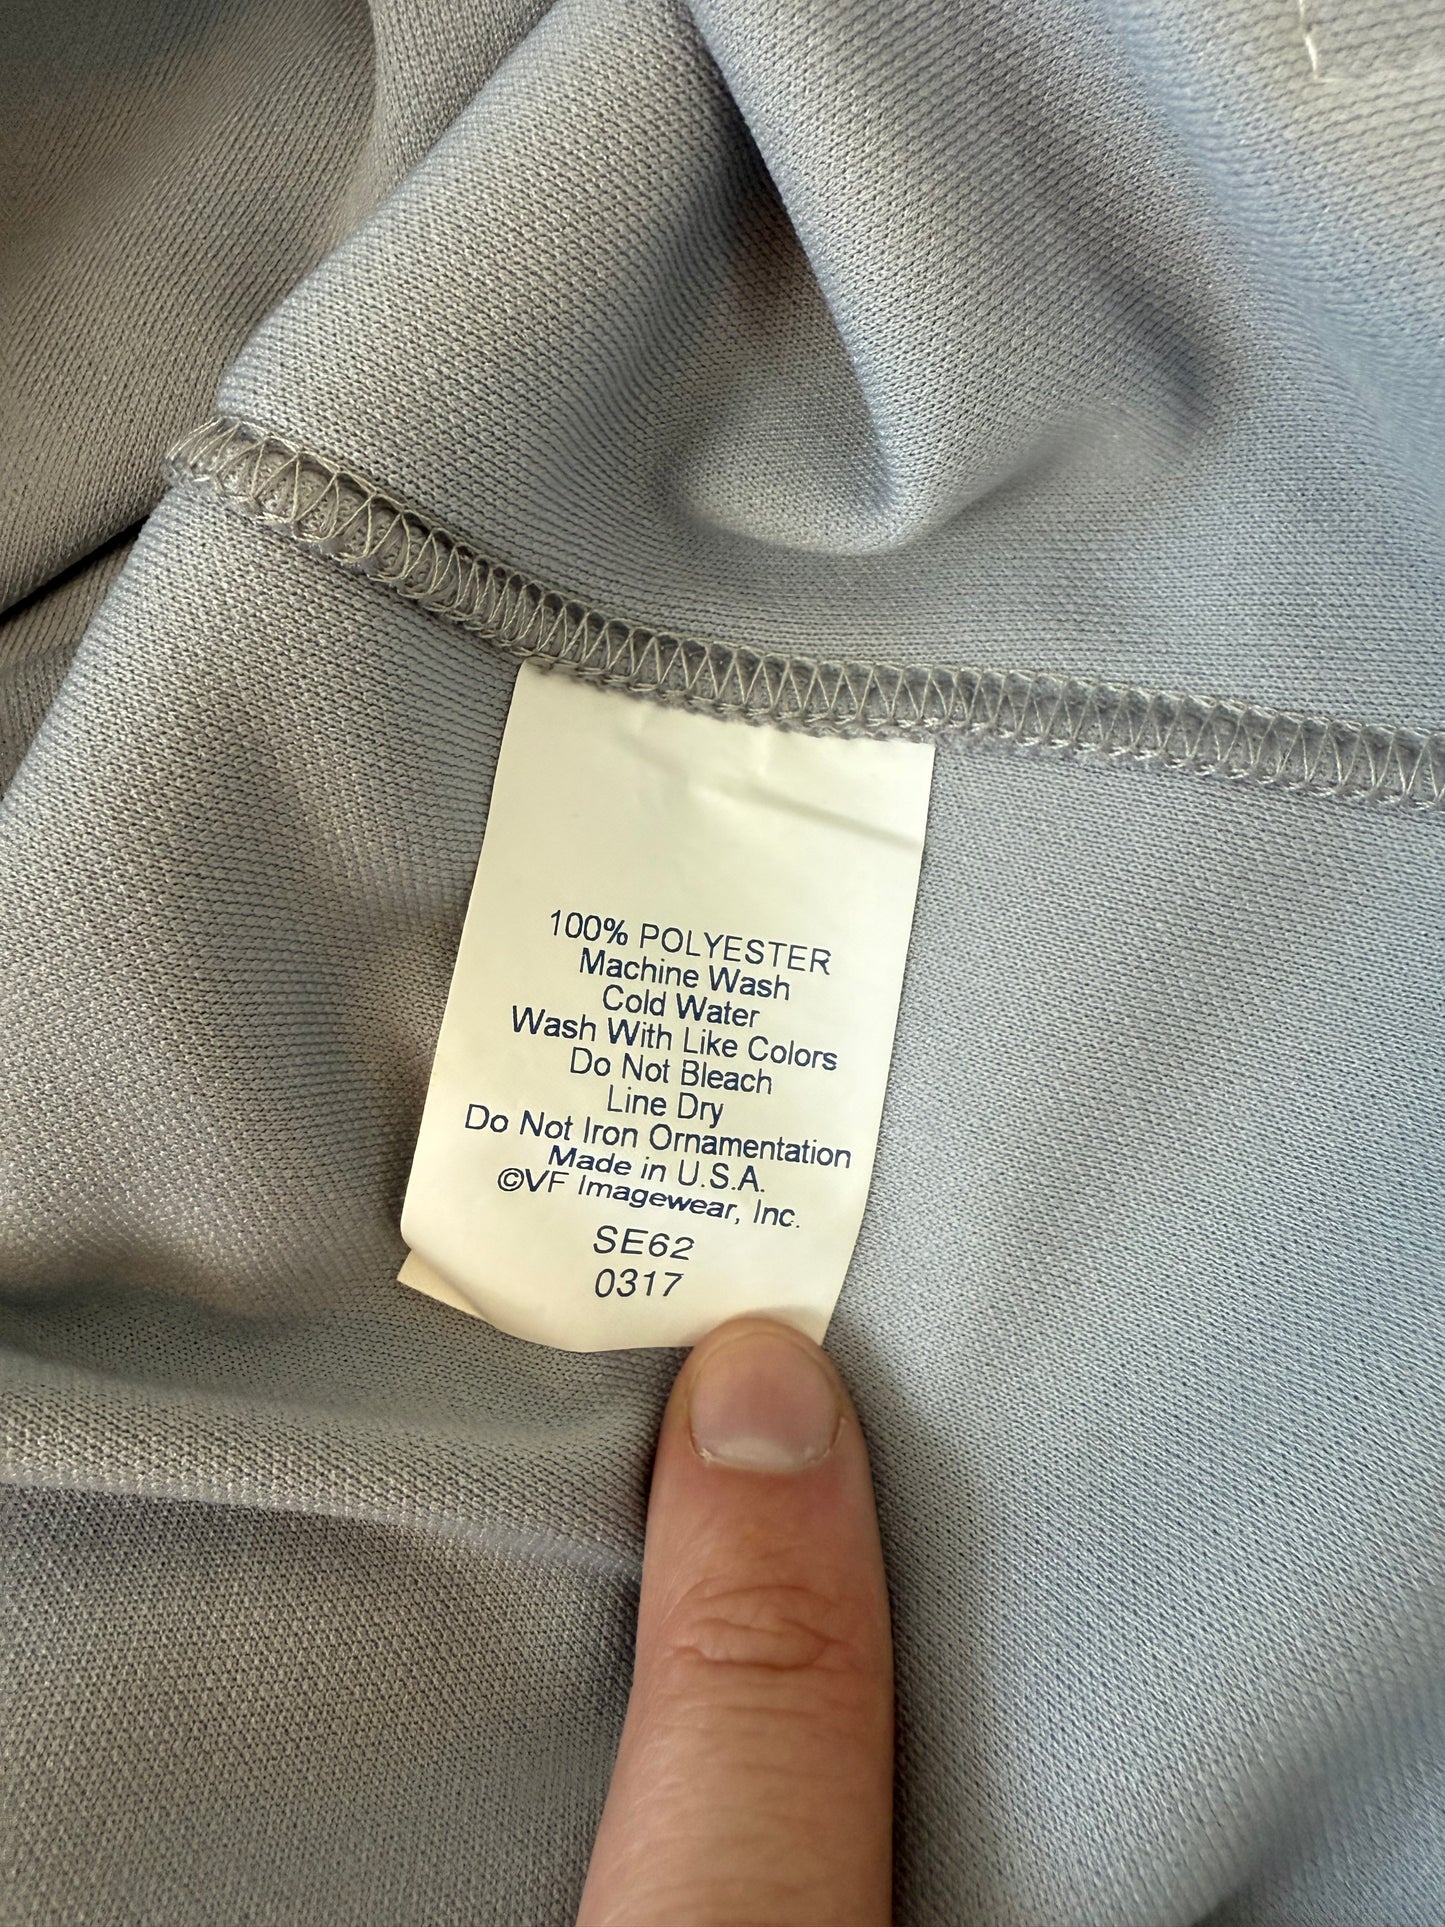 100% POLYESTER
Machine Wash
Cold Water
Wash With Like Colors
Do Not Bleach
Line Dry
Do Not Iron Ornamentation
Made in U.S.A.
©VF Imagewear, Inc.
SE62
0317